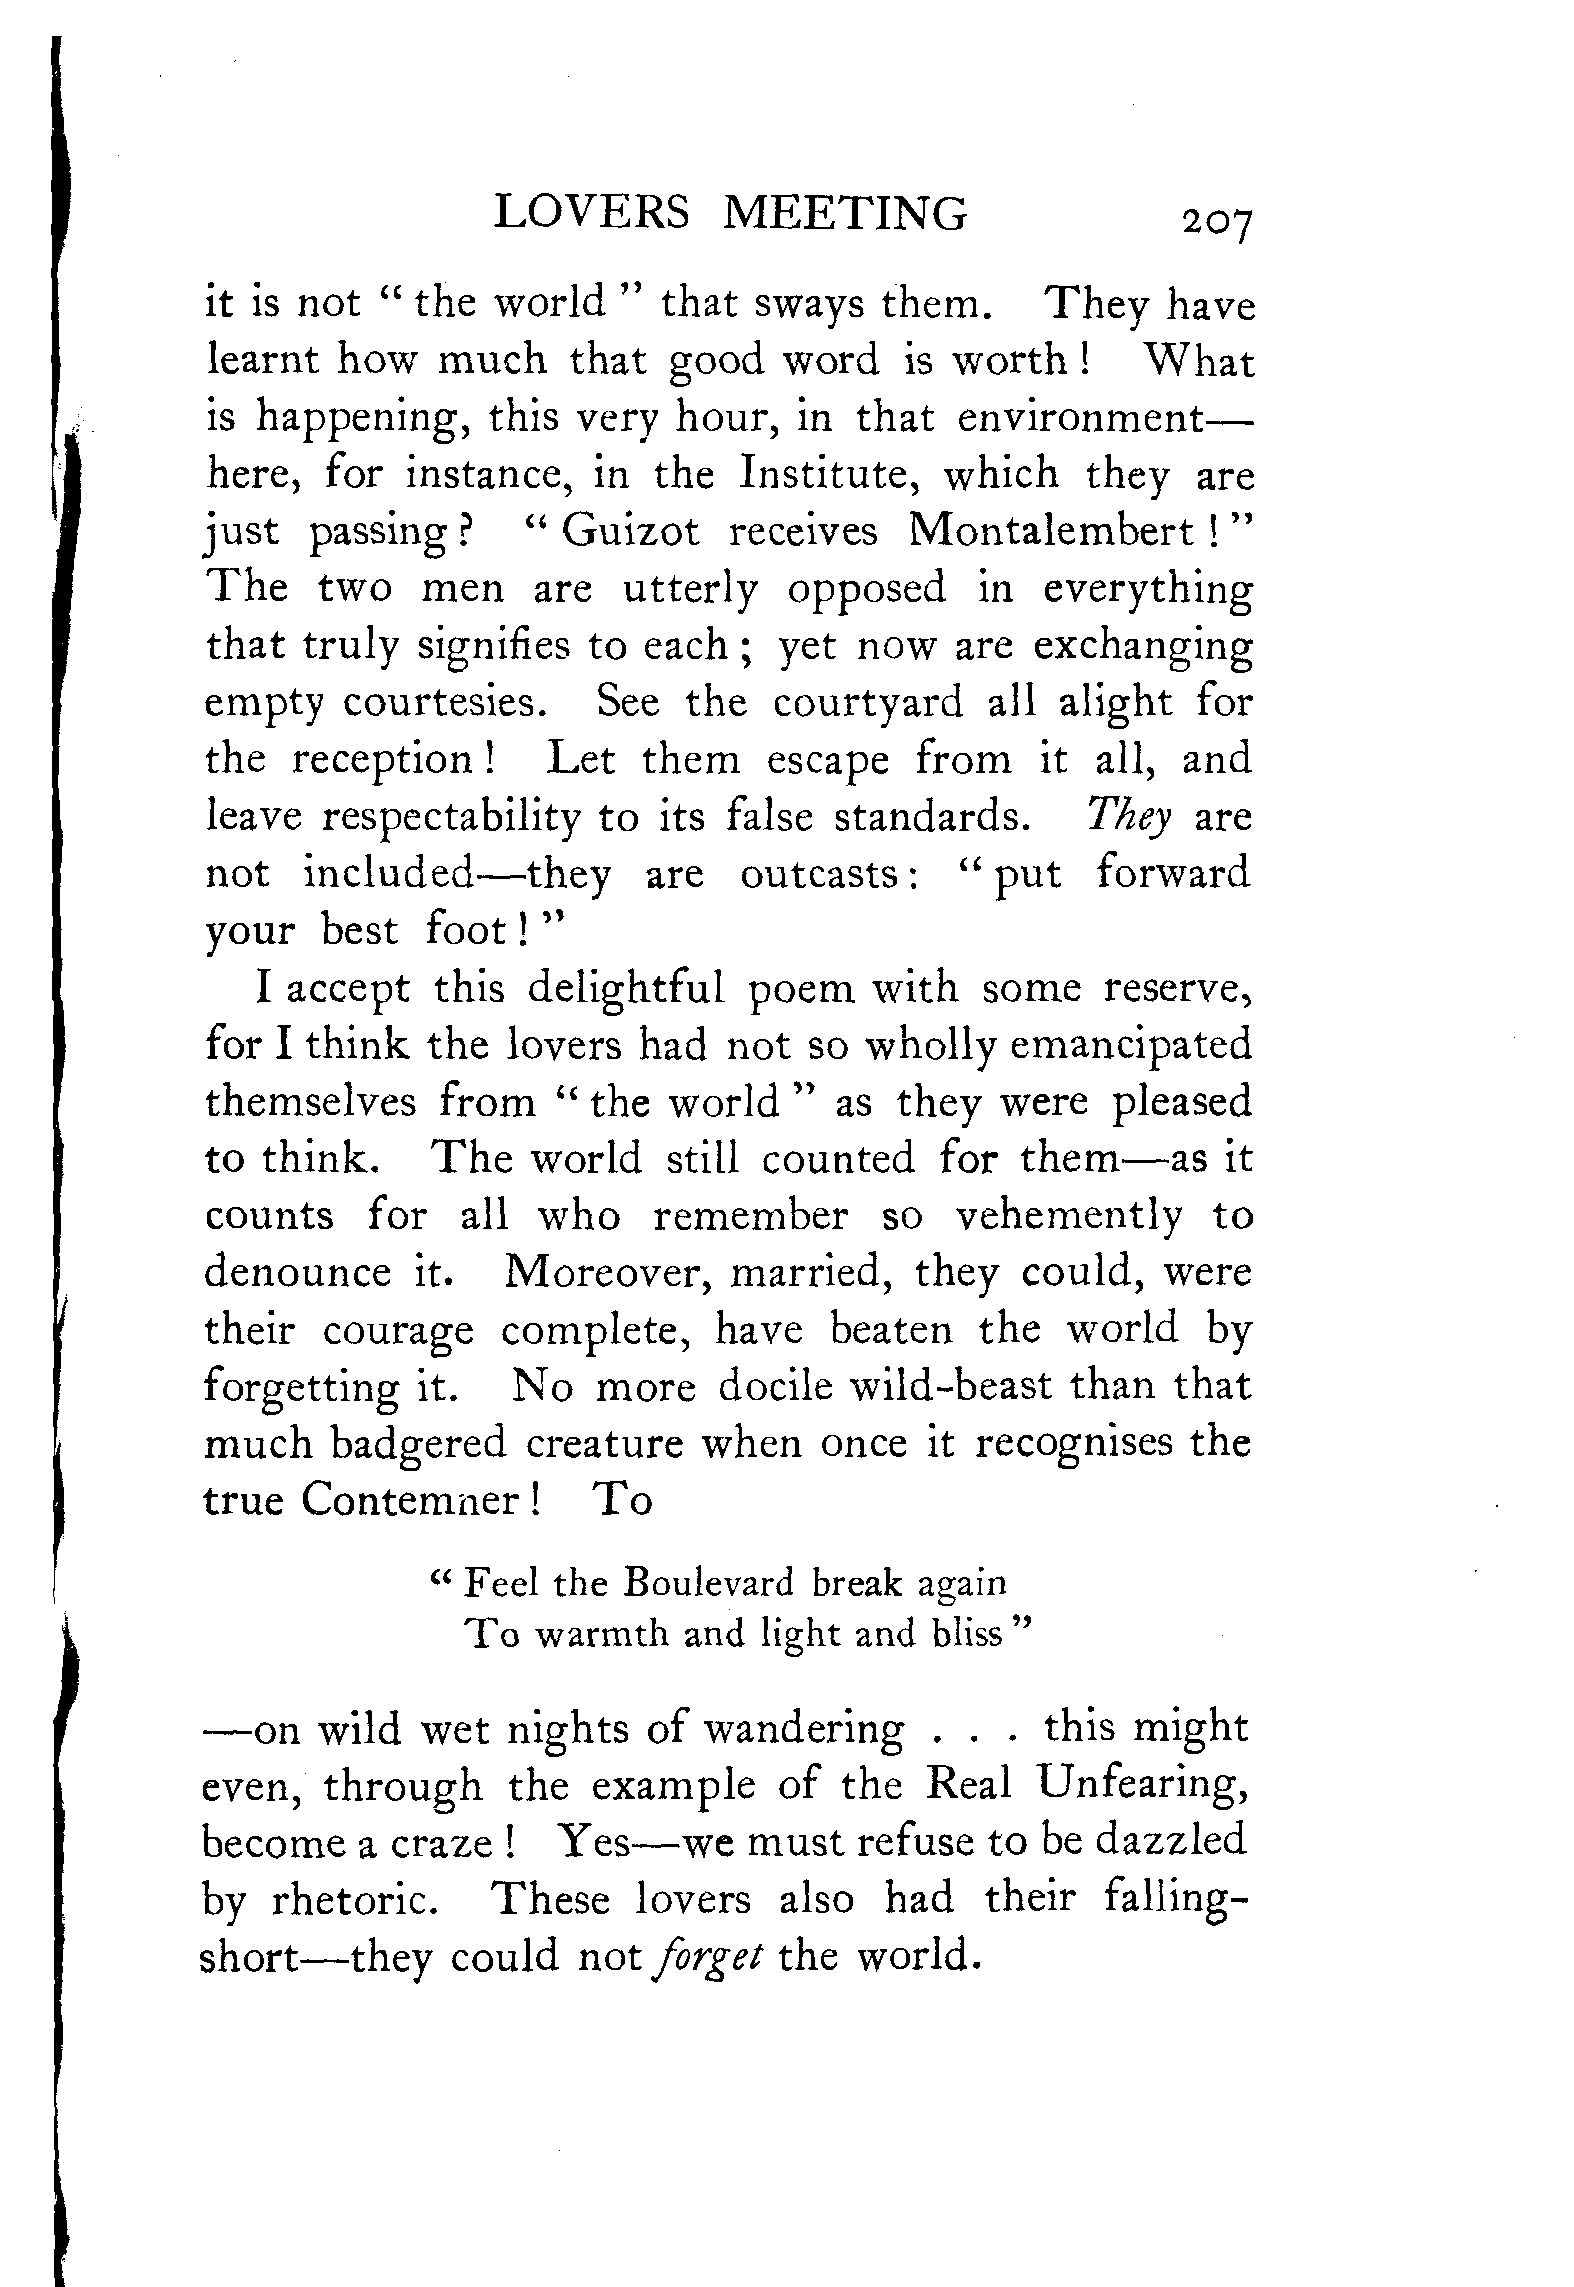 LOVERS MEETING 207
it is not “ the world ” that sways them. They have
learnt how much that good word is worth ! What
is happening, this very hour, in that environment—
here, for instance, in the Institute, which they are
just passing ? “ Guizot receives Montalembert ! ”
The two men are utterly opposed in everything
that truly signifies to each ; yet now are exchanging
empty courtesies. See the courtyard all alight for
the reception ! Let them escape from it all, and
leave respectability to its false standards. They are
not included—they are outcasts : “ put forward
your best foot ! ”
I accept this delightful poem with some reserve,
for I think the lovers had not so wholly emancipated
themselves from “ the world ” as they were pleased
to think. The world still counted for them—as it
counts for all who remember so vehemently to
denounce it. Moreover, married, they could, were
their courage complete, have beaten the world by
forgetting it. No more docile wild-beast than that
much badgered creature when once it recognises the
true Contemner ! To
“ Feel the Boulevard break again
To warmth and light and bliss ”
—on wild wet nights of wandering . . . this might
even, through the example of the Real Unfearing,
become a craze ! Yes—we must refuse to be dazzled
by rhetoric. These lovers also had their falling-
short—they could not forget the world.